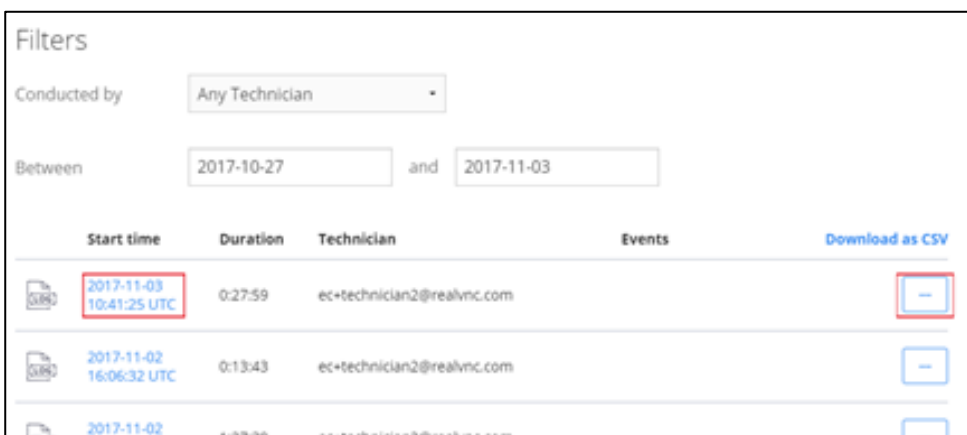 Filters
Conducted by Any Technician
Between 2017-10-27 and 2017-11-03
Start time Duration Technician Events Download as CSV
2017-11-03
10:41:25 UTC 0:27:59 ec+technician2@realvnc.com
2017-11-02
16:06:32 UTC 0:13:43 ec+technician2@realvnc.com
2017-11-02